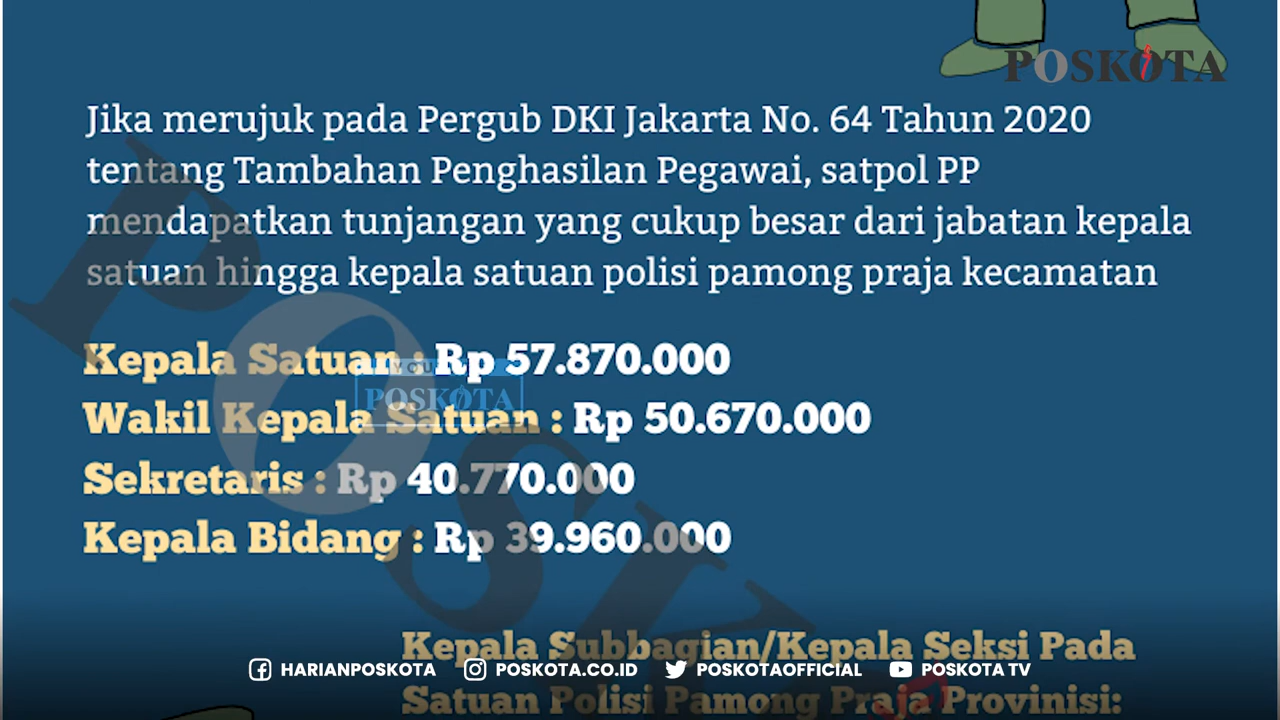 POSKOTA
Jika merujuk pada Pergub DKI Jakarta No. 64 Tahun 2020
tentang Tambahan Penghasilan Pegawai, satpol PP
mendapatkan tunjangan yang cukup besar dari jabatan kepala
satuan hingga kepala satuan polisi pamong praja kecamatan
Kepala Satuan : Rp 57.870.000
POSKOTA
Wakil Kepala Satuan : Rp 50.670.000
Sekretaris : Rp 40.770.000
Kepala Bidang : Rp 39.960.000
Kepala Subbagian/Kepala Seksi Pada
HARIANPOSKOTA POSKOTA.CO.ID POSKOTAOFFICIAL POSKOTA TV
Satuan Polisi Pamong Praja Provinisi: